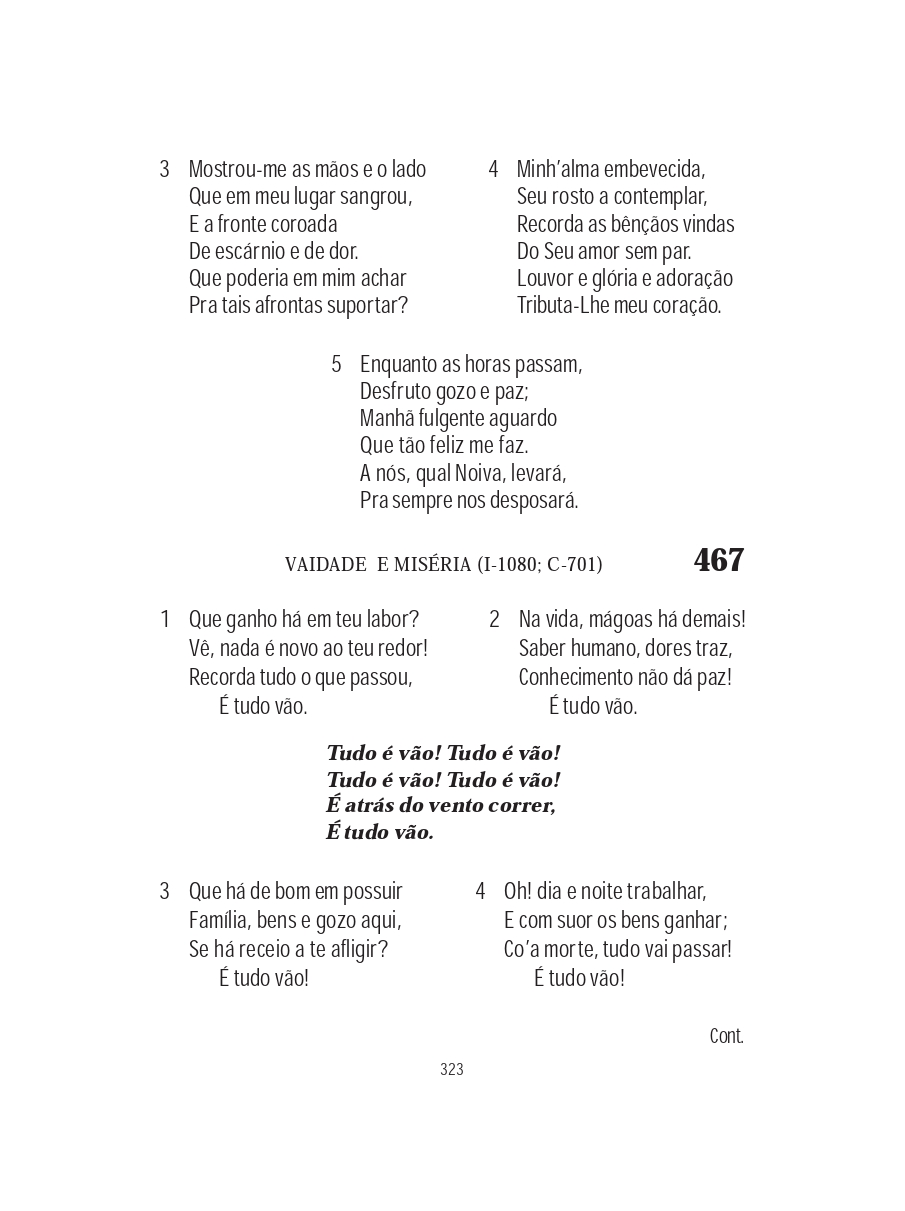 3 Mostrou-me as mãos e o lado
Que em meu lugar sangrou,
E a fronte coroada
De escárnio e de dor.
Que poderia em mim achar
Pra tais afrontas suportar?
4 Minh’alma embevecida,
Seu rosto a contemplar,
Recorda as bênçãos vindas
Do Seu amor sem par.
Louvor e glória e adoração
Tributa-Lhe meu coração.
5 Enquanto as horas passam,
Desfruto gozo e paz;
Manhã fulgente aguardo
Que tão feliz me faz.
A nós, qual Noiva, levará,
Pra sempre nos desposará.
VAIDADE E MISÉRIA (I-1080; C-701) 467
1 Que ganho há em teu labor?
Vê, nada é novo ao teu redor!
Recorda tudo o que passou,
É tudo vão.
2 Na vida, mágoas há demais!
Saber humano, dores traz,
Conhecimento não dá paz!
É tudo vão.
Tudo é vão! Tudo é vão!
Tudo é vão! Tudo é vão!
É atrás do vento correr,
É tudo vão.
3 Que há de bom em possuir
Família, bens e gozo aqui,
Se há receio a te afligir?
É tudo vão!
4 Oh! dia e noite trabalhar,
E com suor os bens ganhar;
Co’a morte, tudo vai passar!
É tudo vão!
Cont.
323